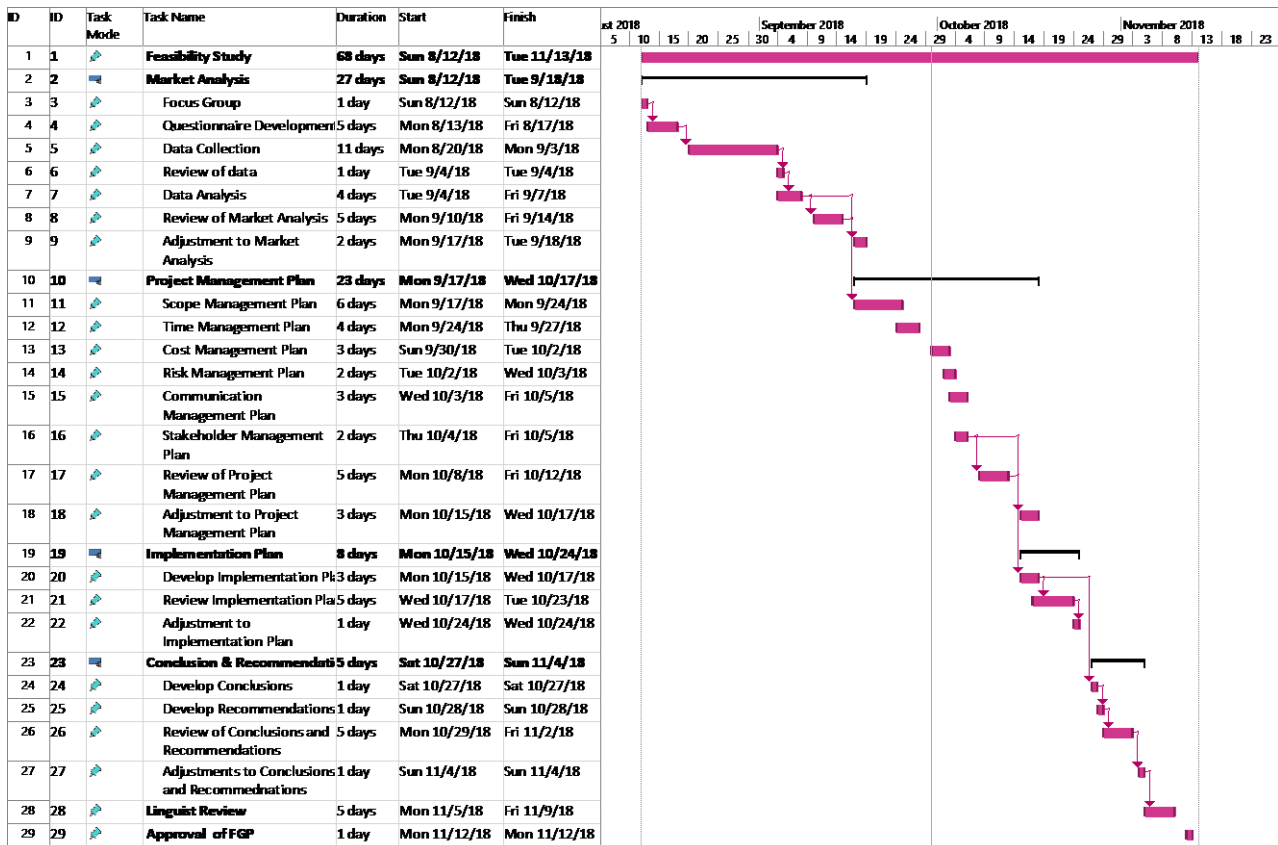 ID ID Task Mode Task Name Duration Start Finish
ust 2018 September 2018 October 2018 November 2018
5 10 15 20 25 30 4 9 14 19 24 29 4 9 14 19 24 29 3 8 13 18 23
1 1 Feasibility Study 68 days Sun 8/12/18 Tue 11/13/18
2 2 Market Analysis 27 days Sun 8/12/18 Tue 9/18/18
3 3 Focus Group 1 day Sun 8/12/18 Sun 8/12/18
4 4 Questionnaire Development 5 days Mon 8/13/18 Fri 8/17/18
5 5 Data Collection 11 days Mon 8/20/18 Mon 9/3/18
6 6 Review of data 1 day Tue 9/4/18 Tue 9/4/18
7 7 Data Analysis 4 days Tue 9/4/18 Fri 9/7/18
8 8 Review of Market Analysis 5 days Mon 9/10/18 Fri 9/14/18
9 9 Adjustment to Market 2 days Mon 9/17/18 Tue 9/18/18
Analysis
10 10 Project Management Plan 23 days Mon 9/17/18 Wed 10/17/18
11 11 Scope Management Plan 6 days Mon 9/17/18 Mon 9/24/18
12 12 Time Management Plan 4 days Mon 9/24/18 Thu 9/27/18
13 13 Cost Management Plan 3 days Sun 9/30/18 Tue 10/2/18
14 14 Risk Management Plan 2 days Tue 10/2/18 Wed 10/3/18
15 15 Communication 3 days Wed 10/3/18 Fri 10/5/18
Management Plan
16 16 Stakeholder Management 2 days Thu 10/4/18 Fri 10/5/18
Plan
17 17 Review of Project 5 days Mon 10/8/18 Fri 10/12/18
Management Plan
18 18 Adjustment to Project 3 days Mon 10/15/18 Wed 10/17/18
Management Plan
19 19 Implementation Plan 8 days Mon 10/15/18 Wed 10/24/18
20 20 Develop Implementation Pla 3 days Mon 10/15/18 Wed 10/17/18
21 21 Review Implementation Pla 5 days Wed 10/17/18 Tue 10/23/18
22 22 Adjustment to 1 day Wed 10/24/18 Wed 10/24/18
Implementation Plan
23 23 Conclusion & Recommendati 5 days Sat 10/27/18 Sun 11/4/18
24 24 Develop Conclusions 1 day Sat 10/27/18 Sat 10/27/18
25 25 Develop Recommendations 1 day Sun 10/28/18 Sun 10/28/18
26 26 Review of Conclusions and 5 days Mon 10/29/18 Fri 11/2/18
Recommendations
27 27 Adjustments to Conclusions 1 day Sun 11/4/18 Sun 11/4/18
and Recommednations
28 28 Linguist Review 5 days Mon 11/5/18 Fri 11/9/18
29 29 Approval of FGP 1 day Mon 11/12/18 Mon 11/12/18